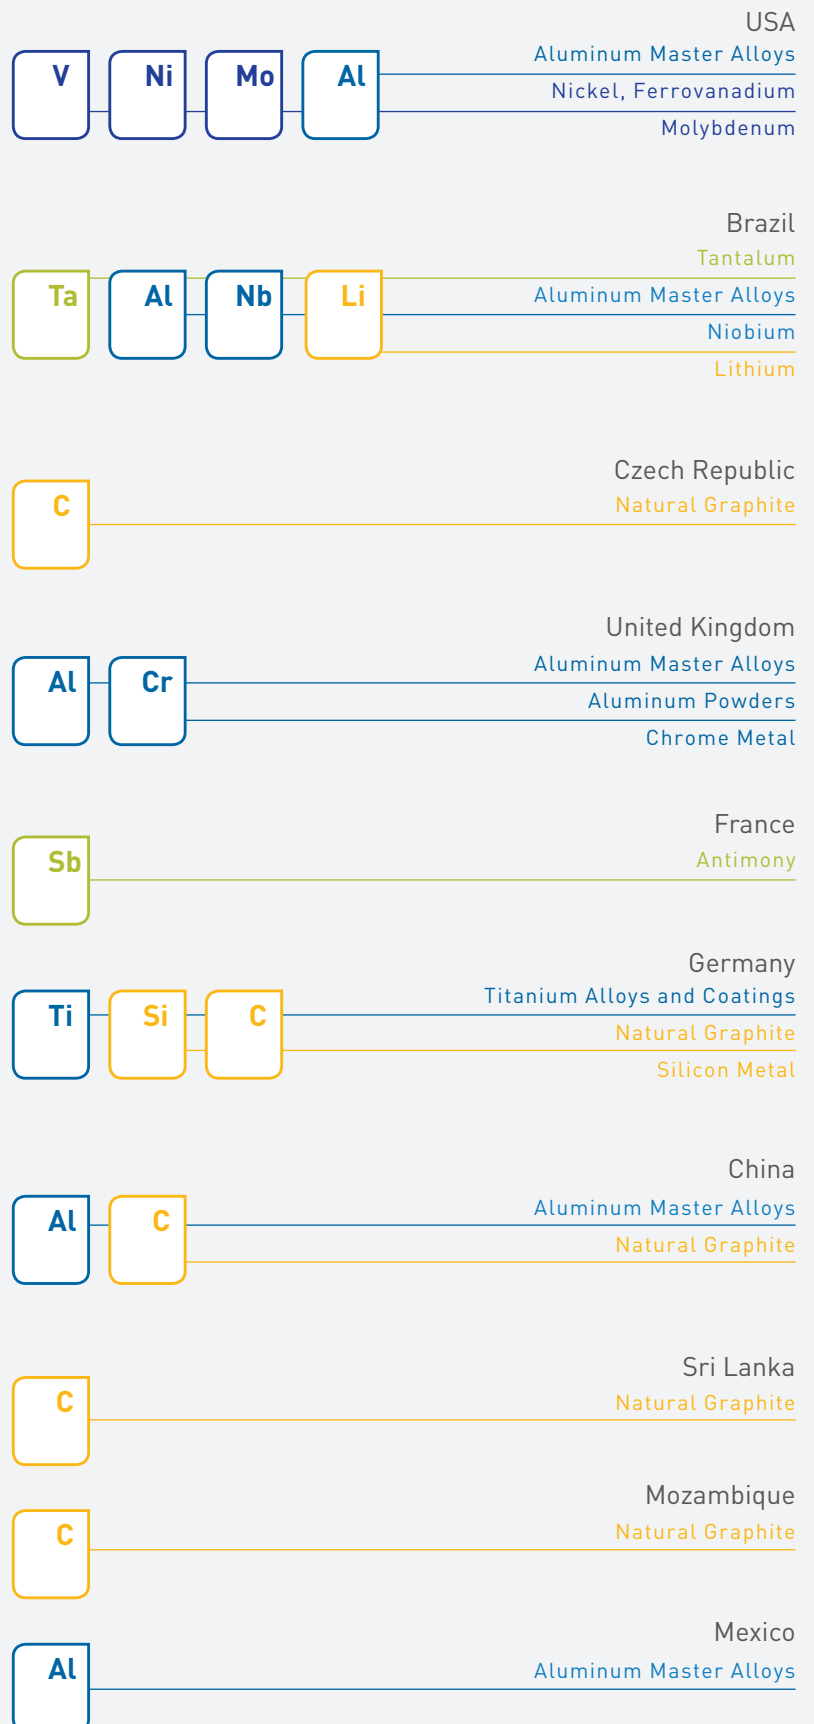 USA
Aluminum Master Alloys
V Ni Mo Al
Nickel, Ferrovanadium
Molybdenum
Brazil
Tantalum
Ta Al Nb Li
Aluminum Master Alloys
Niobium
Lithium
Czech Republic
C
Natural Graphite
United Kingdom
Aluminum Master Alloys
Al Cr
Aluminum Powders
Chrome Metal
France
Sb
Antimony
Germany
Titanium Alloys and Coatings
Ti Si C
Natural Graphite
Silicon Metal
China
Aluminum Master Alloys
Al C
Natural Graphite
Sri Lanka
C
Natural Graphite
Mozambique
C
Natural Graphite
Mexico
Al
Aluminum Master Alloys